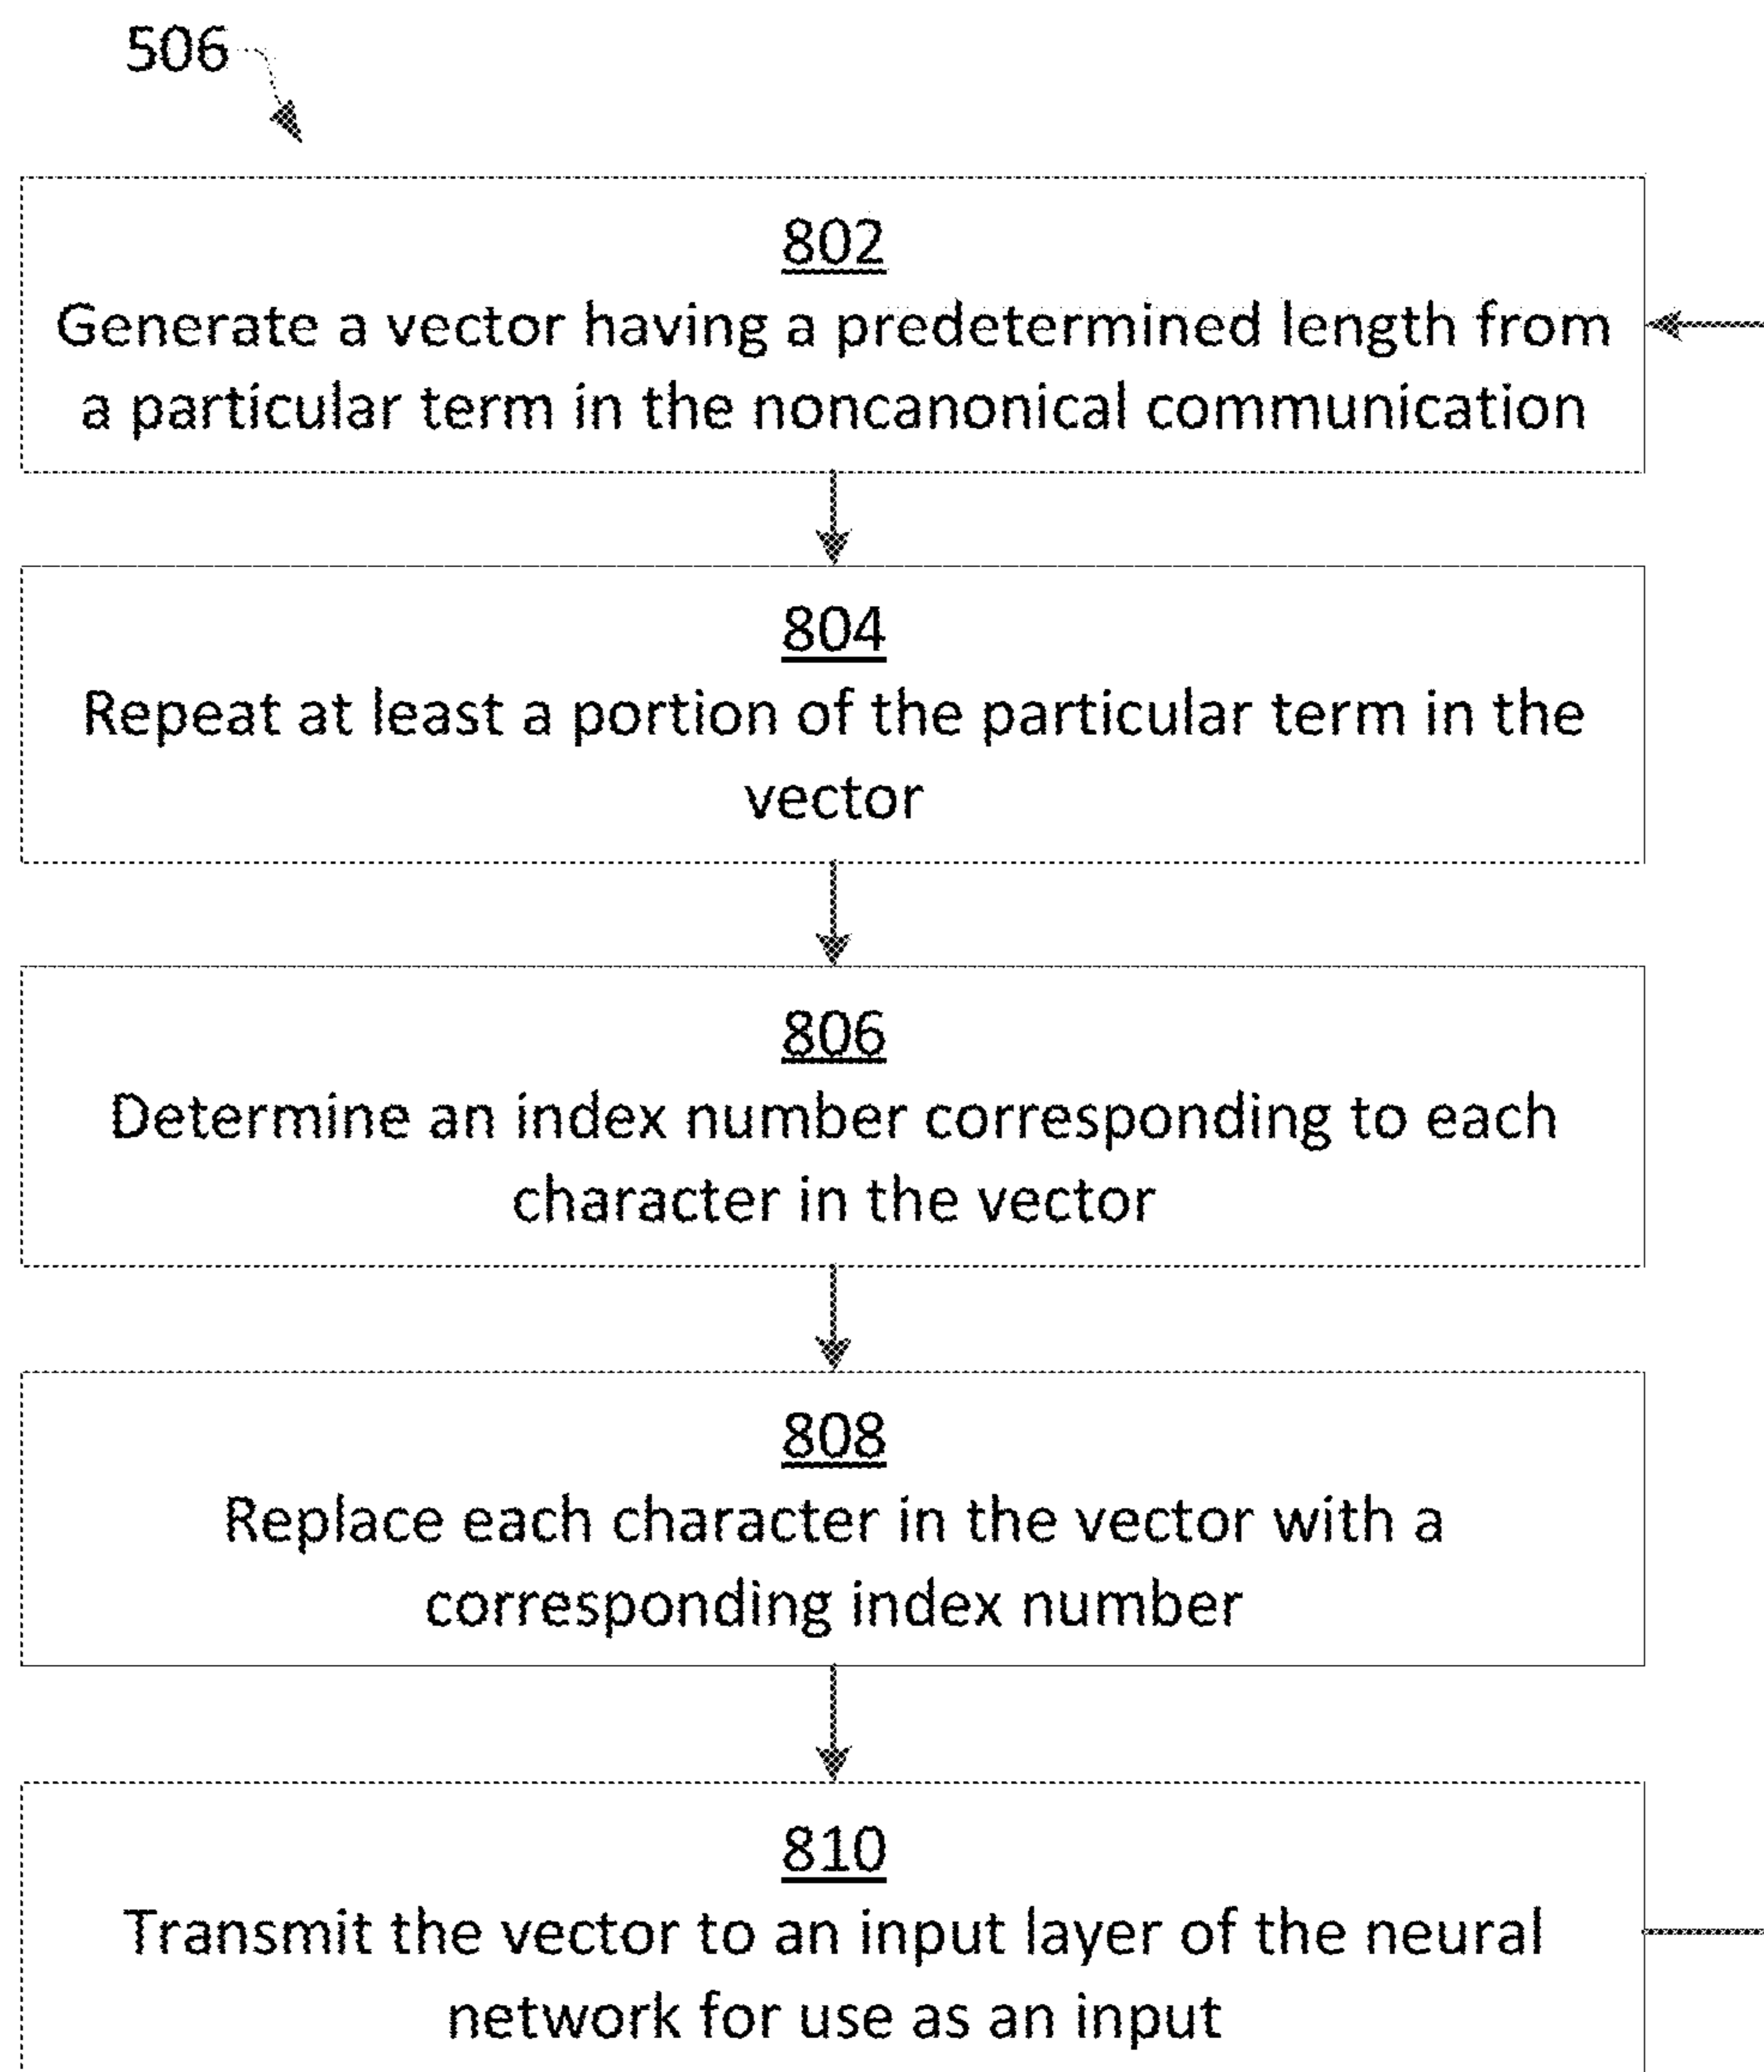 506
802
Generate a vector having a predetermined length from
a particular term in the noncanonical communication
804
Repeat at least a portion of the particular term in the
vector
806
Determine an index number corresponding to each
character in the vector
808
Replace each character in the vector with a
corresponding index number
810
Transmit the vector to an input layer of the neural
network for use as an input